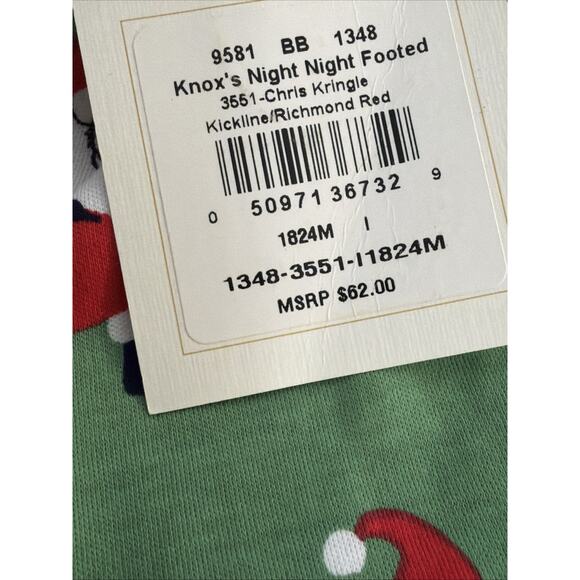 9581 BB 1348
Knox's Night Night Footed
3551-Chris Kringle
Kickline/Richmond Red
0 50971 36732 9
1824M I
1348-3551-I1824M
MSRP $62.00